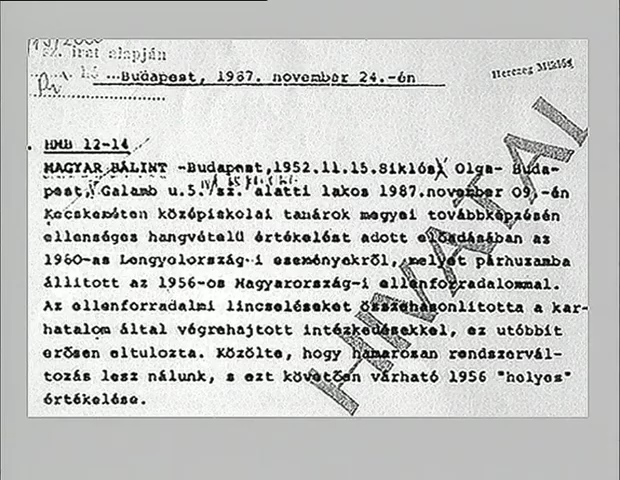 sz. irat alapján
Budapest, 1987. november 24.-én
Herczeg Miklós
HMB 12-14
MAGYAR BÁLINT -Budapest,1952.11.15.Siklós Olga- Buda-
pest, Galamb u.5. sz. alatti lakos 1987.november 09.-én
Kecskeméten középiskolai tanárok megyei továbbképzésén
ellenséges hangvételü értékelést adott előadásában az
1980-as Lengyelország-i eseményekről, melyet párhuzamba
állitott az 1956-os Magyarország-i ellenforradalommal.
Az ellenforradalmi lincseléseket összehasonlitotta a kar-
hatalom által végrehajtott intézkedésekkel, ez utóbbit
erősen eltulozta. Közölte, hogy hamarosan rendszervál-
tozás lesz nálunk, s ezt követően várható 1956 "helyes"
értékelése.
HIVATALI